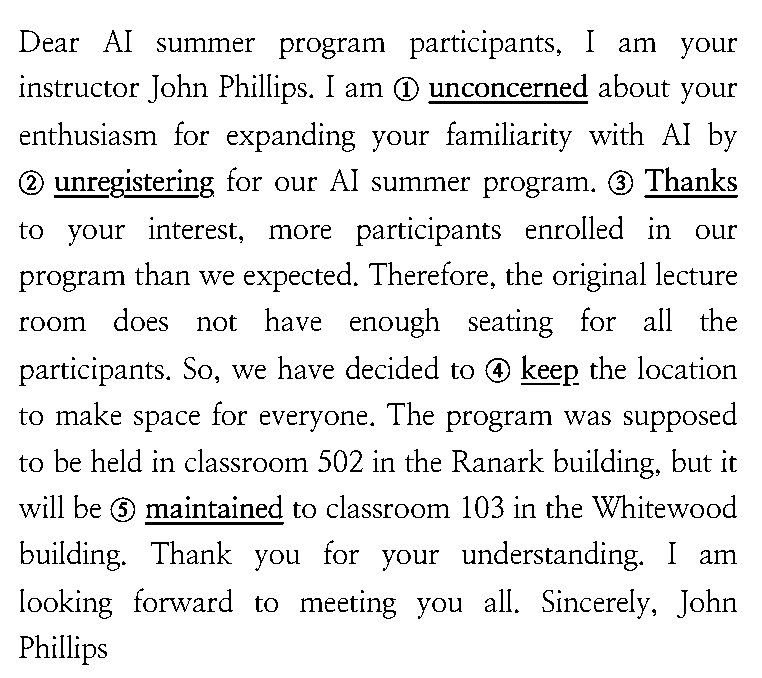 Dear AI summer program participants, I am your
instructor John Phillips. I am ① unconcerned about your
enthusiasm for expanding your familiarity with AI by
② unregistering for our AI summer program. ③ Thanks
to your interest, more participants enrolled in our
program than we expected. Therefore, the original lecture
room does not have enough seating for all the
participants. So, we have decided to ④ keep the location
to make space for everyone. The program was supposed
to be held in classroom 502 in the Ranark building, but it
will be ⑤ maintained to classroom 103 in the Whitewood
building. Thank you for your understanding. I am
looking forward to meeting you all. Sincerely, John
Phillips